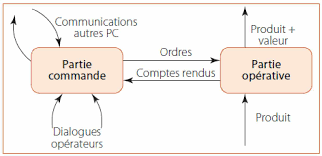 Communications
autres PC
Produit +
valeur
Ordres
Partie
commande
Partie
opérative
Comptes rendus
Produit
Dialogues
opérateurs